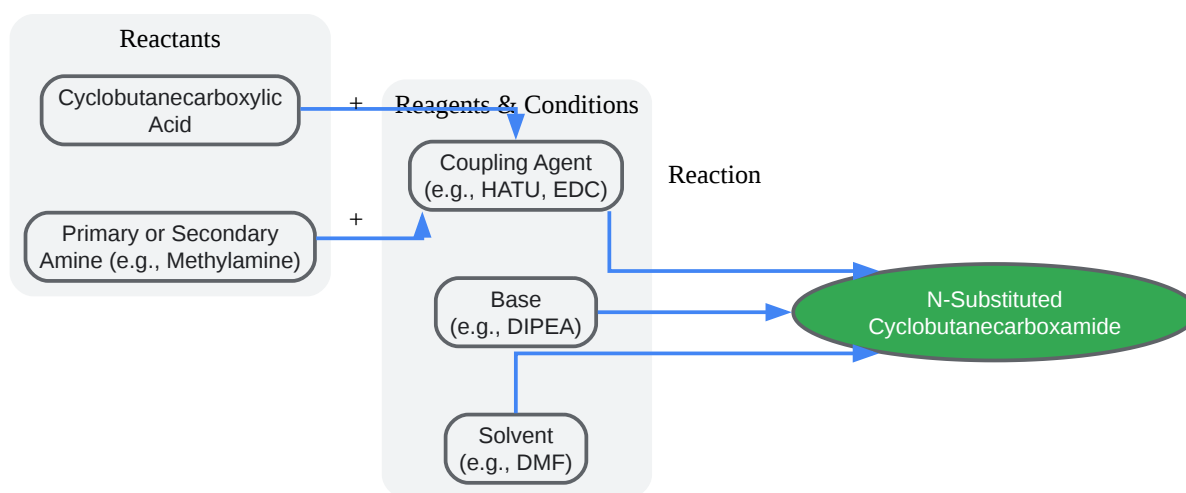 Reactants
Cyclobutanecarboxylic
Acid
+
Primary or Secondary
Amine (e.g., Methylamine)
+
Reagents & Conditions
Coupling Agent
(e.g., HATU, EDC)
Base
(e.g., DIPEA)
Solvent
(e.g., DMF)
Reaction
N-Substituted
Cyclobutanecarboxamide